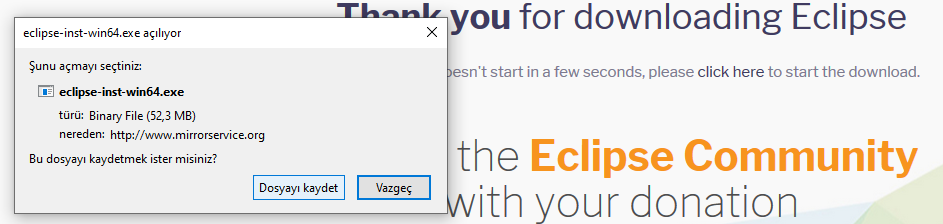 eclipse-inst-win64.exe açılıyor
Şunu açmayı seçtiniz:
eclipse-inst-win64.exe
türü: Binary File (52,3 MB)
nereden: http://www.mirrorservice.org
Bu dosyayı kaydetmek ister misiniz?
Dosyayı kaydet
Vazgeç
Thank you for downloading Eclipse
doesn't start in a few seconds, please click here to start the download.
the Eclipse Community
with your donation